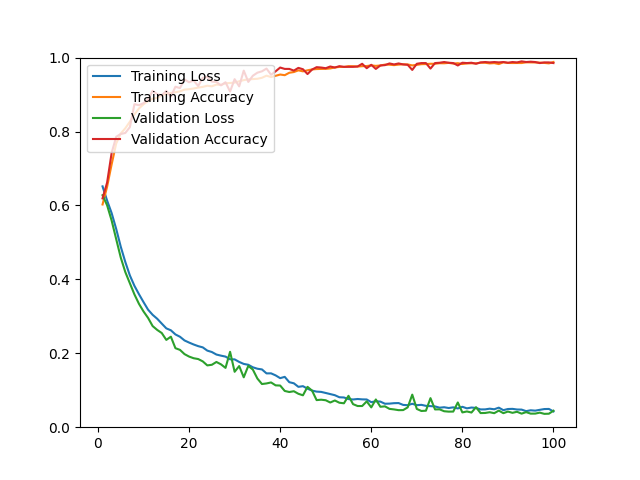 1.0
0.8
0.6
0.4
0.2
0.0
0 20 40 60 80 100
Training Loss
Training Accuracy
Validation Loss
Validation Accuracy